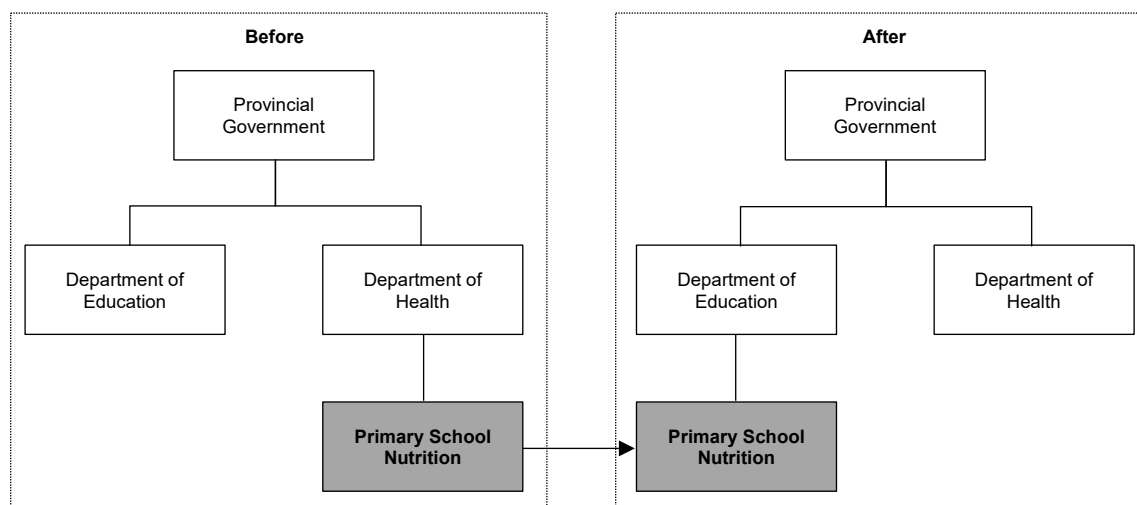 Before
Provincial
Government
Department of
Education
Department of
Health
Primary School
Nutrition
After
Provincial
Government
Department of
Education
Department of
Health
Primary School
Nutrition